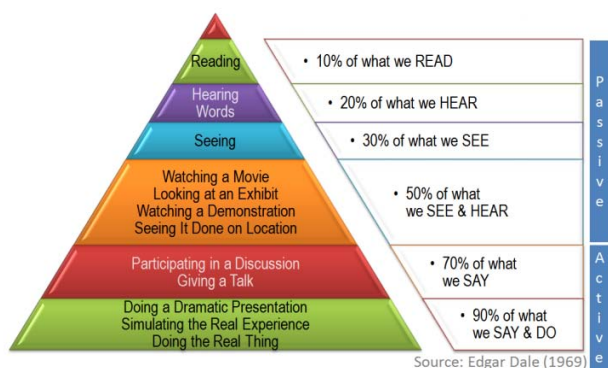 Reading
• 10% of what we READ
Hearing
Words
• 20% of what we HEAR
Seeing
• 30% of what we SEE
Watching a Movie
Looking at an Exhibit
Watching a Demonstration
Seeing It Done on Location
• 50% of what
we SEE & HEAR
Participating in a Discussion
Giving a Talk
• 70% of what
we SAY
Doing a Dramatic Presentation
Simulating the Real Experience
Doing the Real Thing
• 90% of what
we SAY & DO
Passive
Active
Source: Edgar Dale (1969)